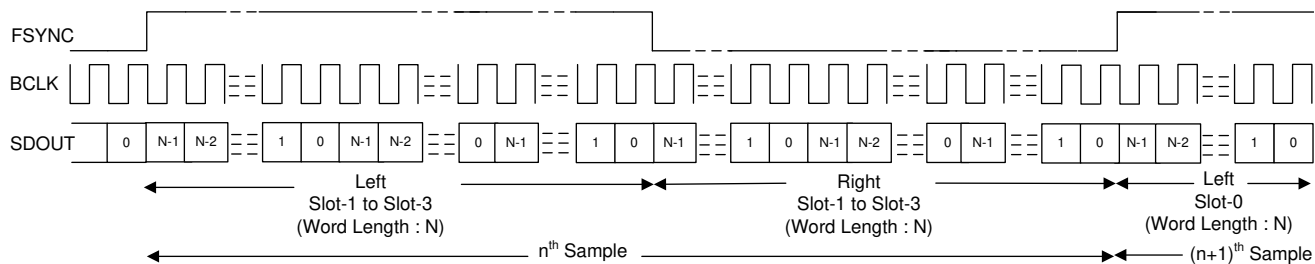 FSYNC
BCLK
SDOUT 0 N-1 N-2 1 0 N-1 N-2 0 N-1 1 0 N-1 1 0 N-1 N-2 0 N-1 1 0 N-1 N-2 1 0
Left
Slot-1 to Slot-3
(Word Length : N)
Right
Slot-1 to Slot-3
(Word Length : N)
Left
Slot-0
(Word Length : N)
nth Sample
(n+1)th Sample